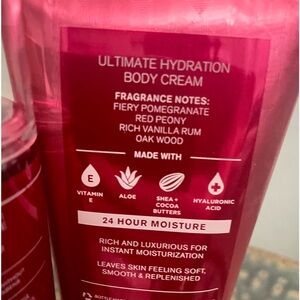 ULTIMATE HYDRATION
BODY CREAM
FRAGRANCE NOTES:
FIERY POMEGRANATE
RED PEONY
RICH VANILLA RUM
OAK WOOD
MADE WITH
E
VITAMIN
E
ALOE
SHEA +
COCOA
BUTTERS
HYALURONIC
ACID
24 HOUR MOISTURE
RICH AND LUXURIOUS FOR
INSTANT MOISTURIZATION
LEAVES SKIN FEELING SOFT,
SMOOTH & REPLENISHED